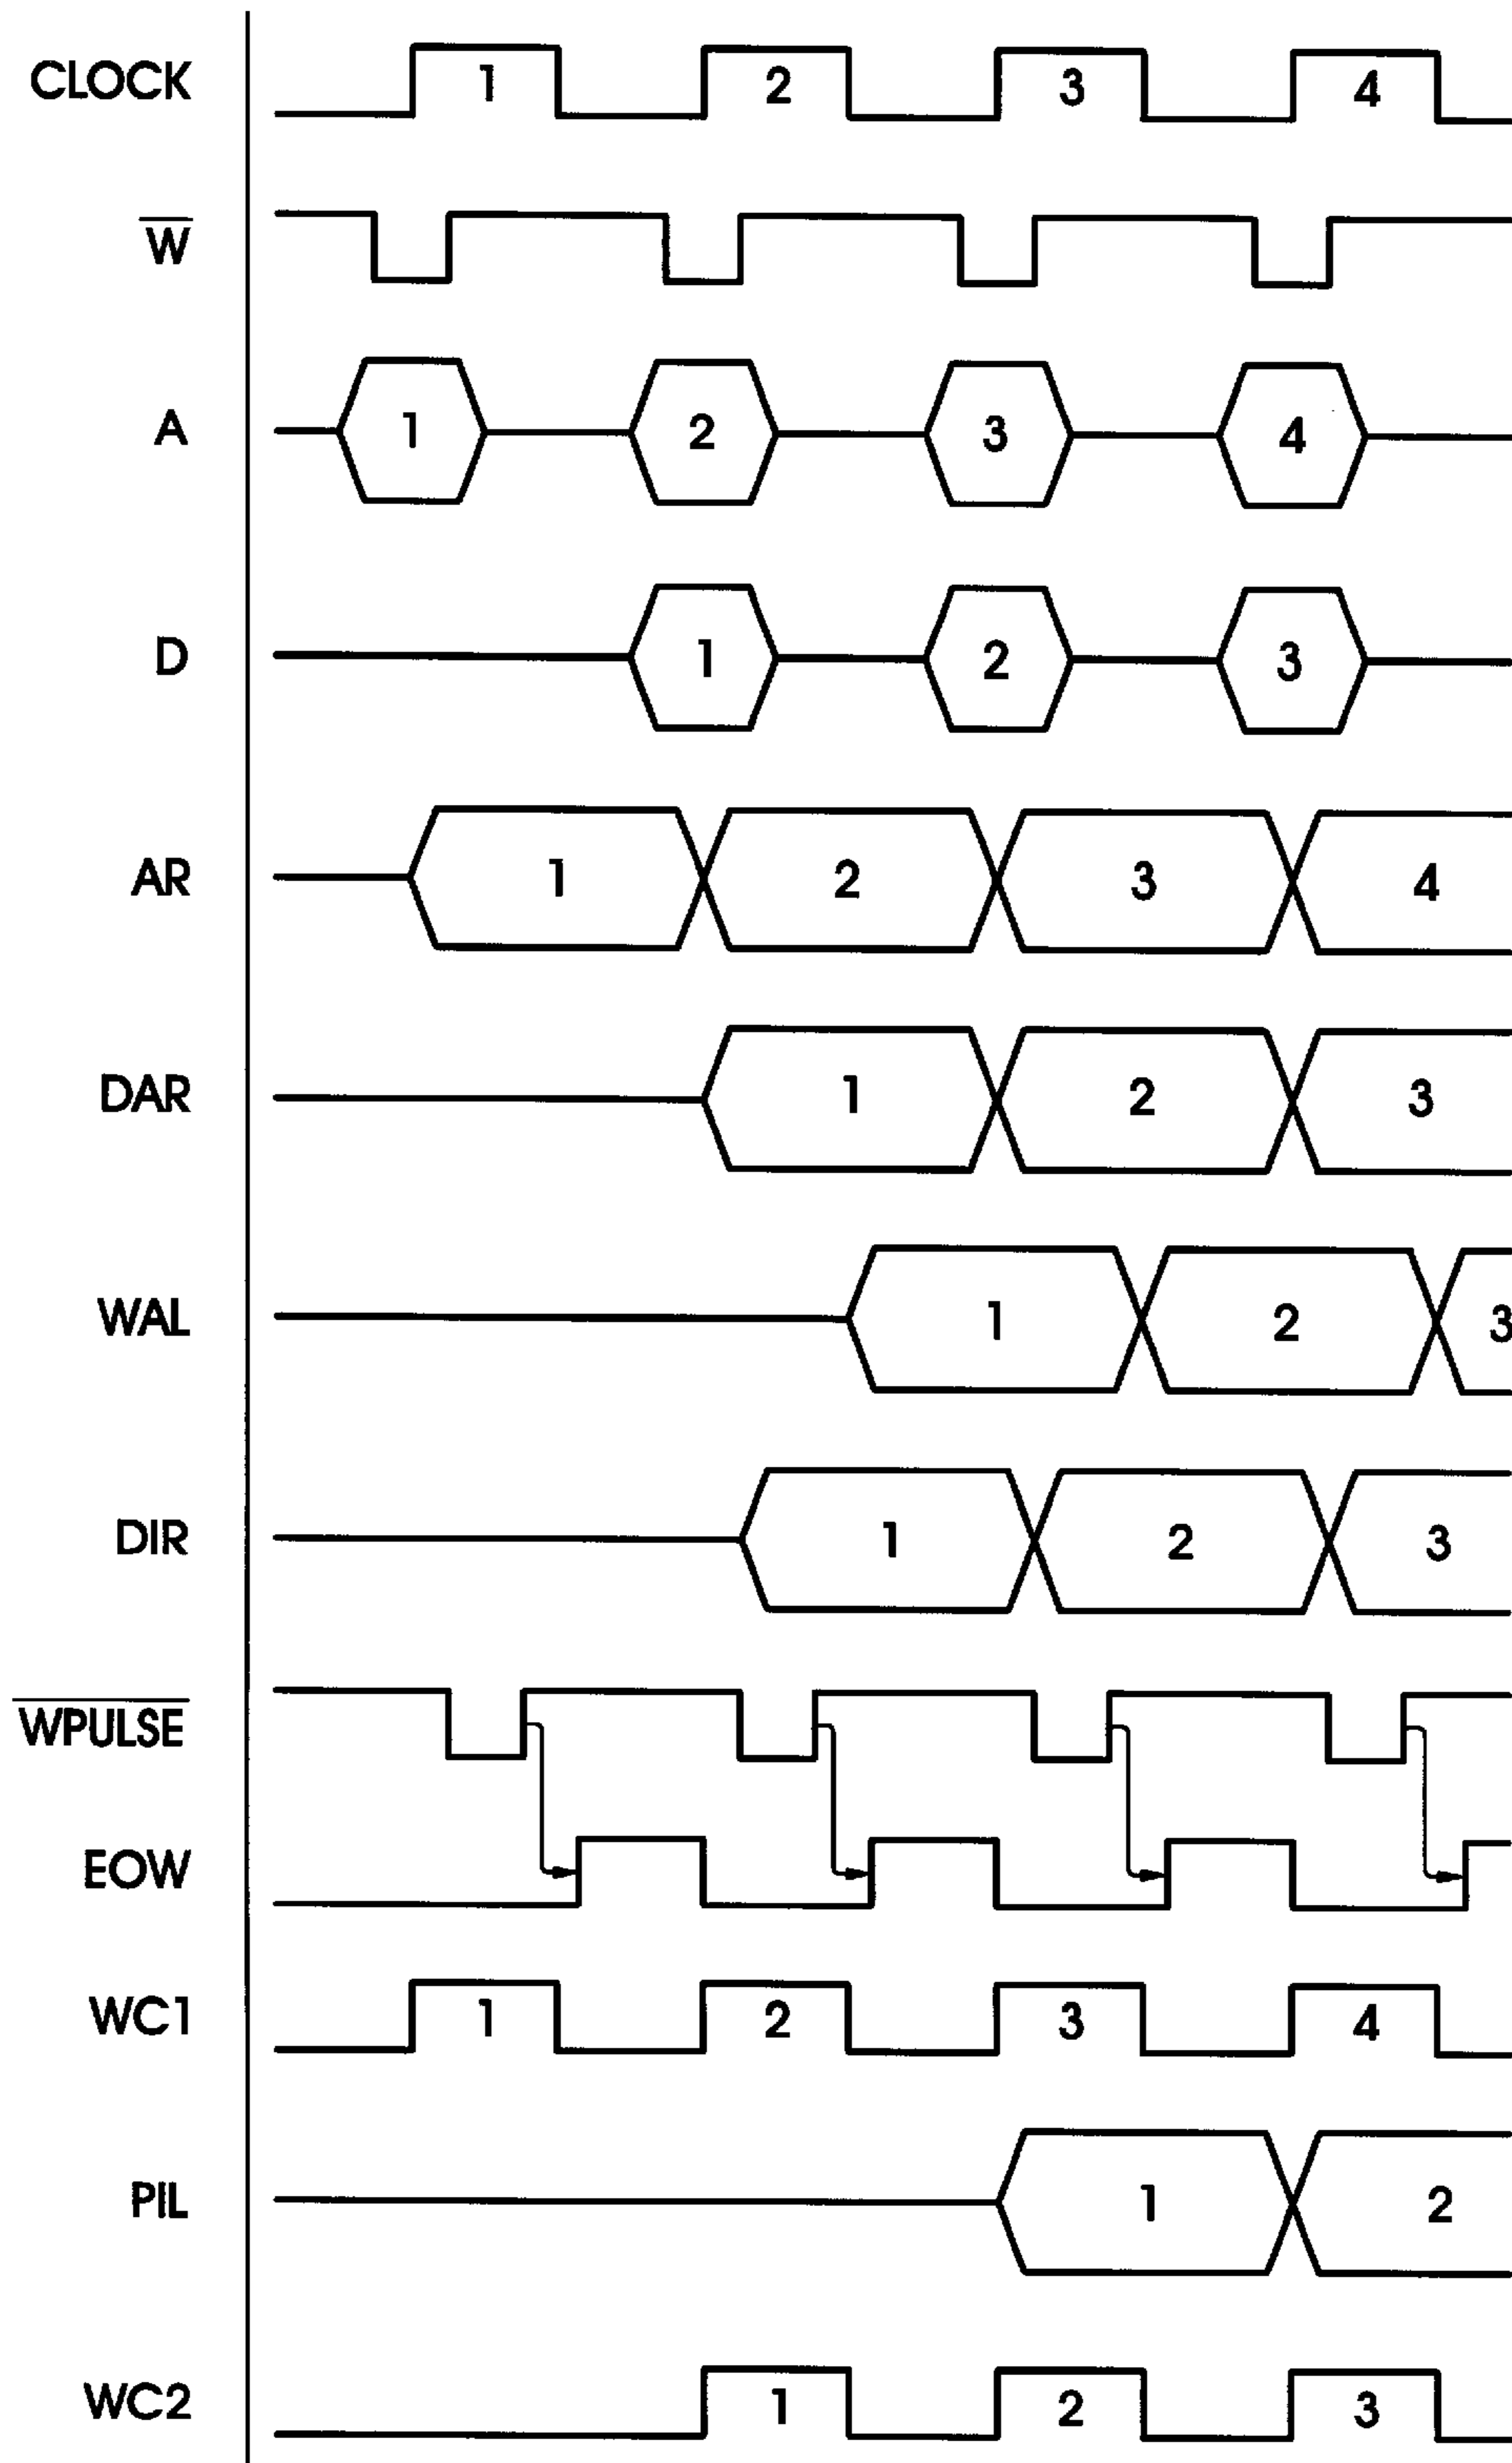 CLOCK 1 2 3 4
W
A 1 2 3 4
D 1 2 3
AR 1 2 3 4
DAR 1 2 3
WAL 1 2 3
DIR 1 2 3
WPULSE
EOW
WC1 1 2 3 4
PIL 1 2
WC2 1 2 3